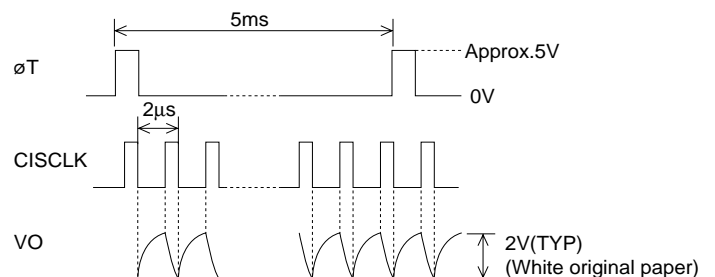 5ms
Approx.5V
øT
0V
2µs
CISCLK
VO
2V(TYP)
(White original paper)